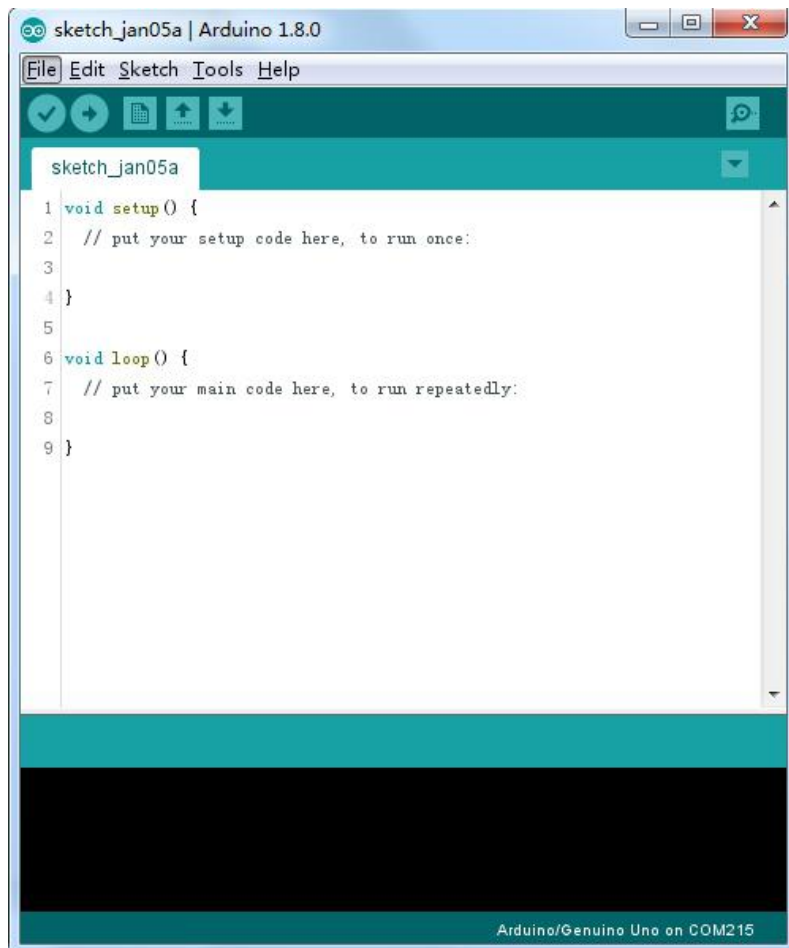 sketch_jan05a | Arduino 1.8.0
File Edit Sketch Tools Help
sketch_jan05a
1 void setup() {
2 // put your setup code here, to run once:
3
4 }
5
6 void loop() {
7 // put your main code here, to run repeatedly:
8
9 }
Arduino/Genuino Uno on COM215